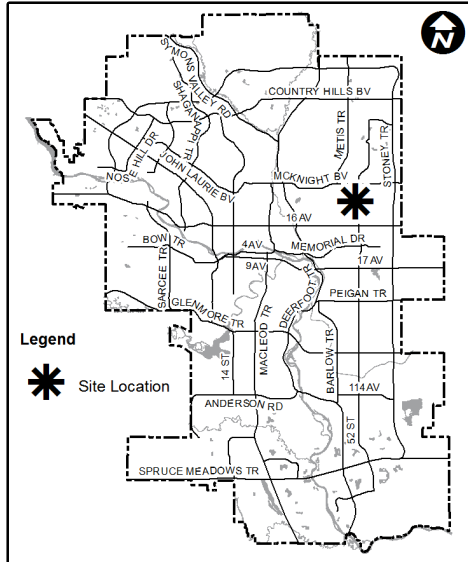 N
SYMONS VALLEY RD
SHAGANAPPI TR
COUNTRY HILLS BV
METIS TR
STONEY TR
NOSE HILL DR
JOHN LAURIE BV
MCKNIGHT BV
16 AV
BOW TR
4 AV
MEMORIAL DR
9 AV
17 AV
SARCEE TR
DEERFOOT TR
PEIGAN TR
GLENMORE TR
Legend
Site Location
14 ST
MACLEOD TR
BARLOW TR
114 AV
ANDERSON RD
52 ST
SPRUCE MEADOWS TR